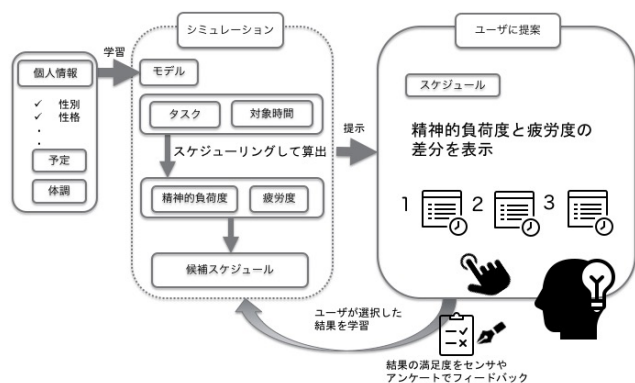 シミュレーション
ユーザに提案
学習
個人情報
✓ 性別
✓ 性格
・
・
予定
体調
モデル
タスク
対象時間
スケジューリングして算出
精神的負荷度
疲労度
候補スケジュール
提示
スケジュール
精神的負荷度と疲労度の
差分を表示
1 2 3
ユーザが選択した
結果を学習
結果の満足度をセンサや
アンケートでフィードバック